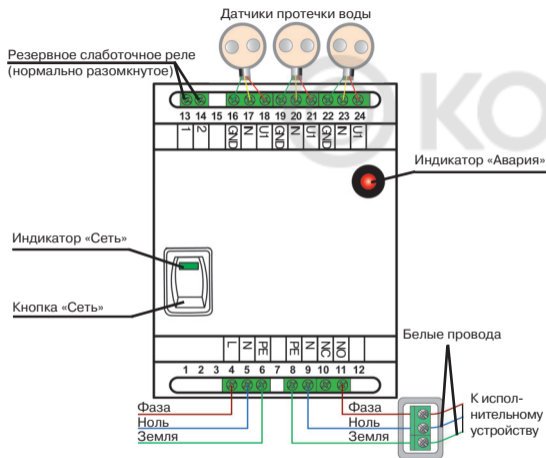 Датчики протечки воды
Резервное слаботочное реле
(нормально разомкнутое)
КО
13 14 15 16 17 18 19 20 21 22 23 24
1 2 GND N U1 GND N U1 GND N U1
Индикатор «Авария»
Индикатор «Сеть»
Кнопка «Сеть»
L N PE PE N NC NO
1 2 3 4 5 6 7 8 9 10 11 12
Белые провода
Фаза
Ноль
Земля
Фаза
Ноль
Земля
К испол-
нительному
устройству